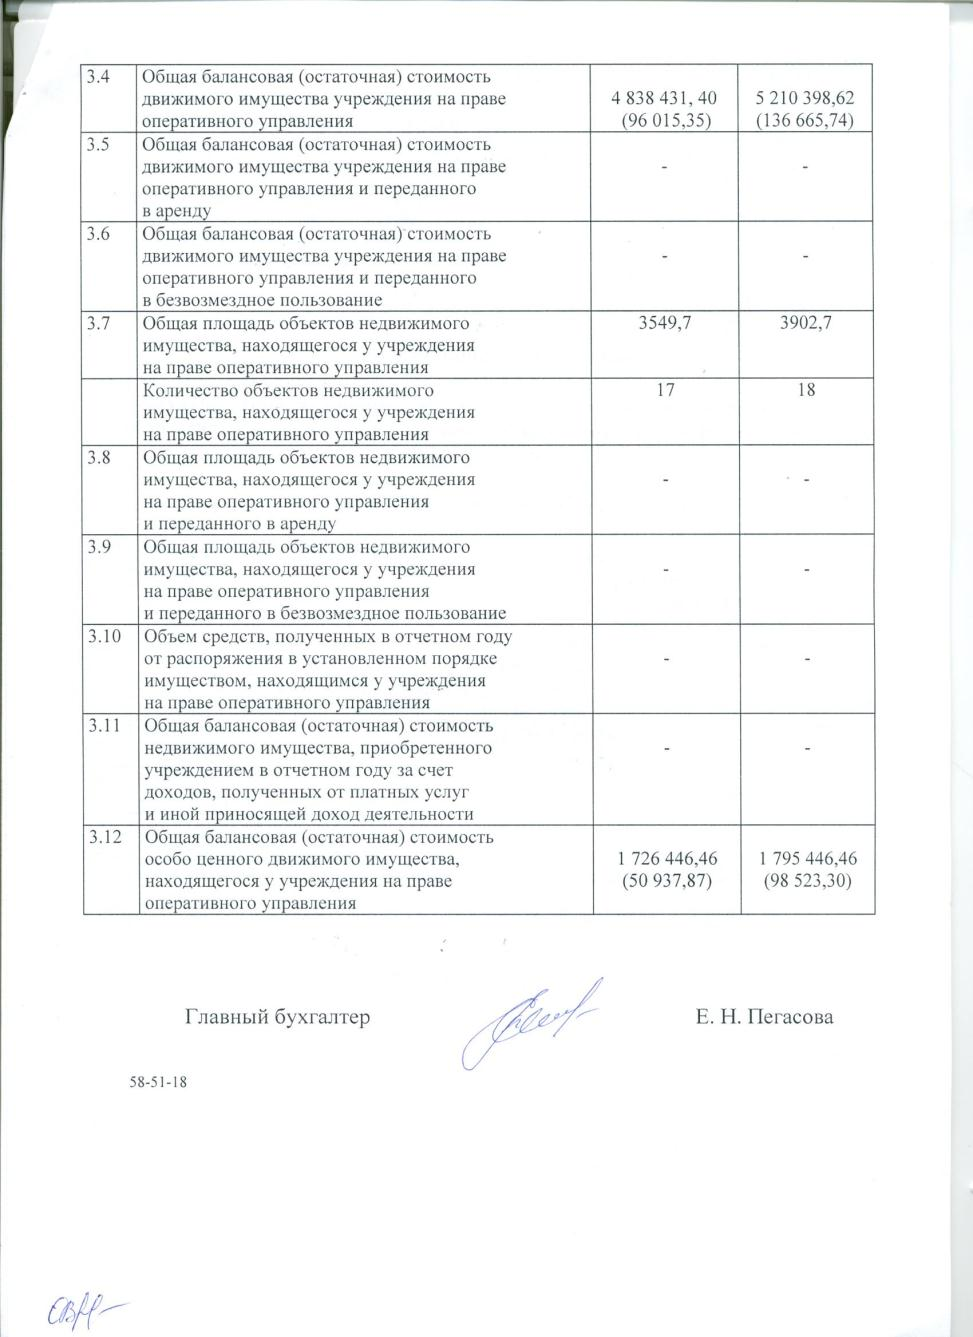 3.4 Общая балансовая (остаточная) стоимость
движимого имущества учреждения на праве 4 838 431, 40 5 210 398,62
оперативного управления (96 015,35) (136 665,74)
3.5 Общая балансовая (остаточная) стоимость
движимого имущества учреждения на праве - -
оперативного управления и переданного
в аренду
3.6 Общая балансовая (остаточная) стоимость
движимого имущества учреждения на праве - -
оперативного управления и переданного
в безвозмездное пользование
3.7 Общая площадь объектов недвижимого 3549,7 3902,7
имущества, находящегося у учреждения
на праве оперативного управления
Количество объектов недвижимого 17 18
имущества, находящегося у учреждения
на праве оперативного управления
3.8 Общая площадь объектов недвижимого
имущества, находящегося у учреждения - -
на праве оперативного управления
и переданного в аренду
3.9 Общая площадь объектов недвижимого
имущества, находящегося у учреждения - -
на праве оперативного управления
и переданного в безвозмездное пользование
3.10 Объем средств, полученных в отчетном году
от распоряжения в установленном порядке - -
имуществом, находящимся у учреждения
на праве оперативного управления
3.11 Общая балансовая (остаточная) стоимость
недвижимого имущества, приобретенного - -
учреждением в отчетном году за счет
доходов, полученных от платных услуг
и иной приносящей доход деятельности
3.12 Общая балансовая (остаточная) стоимость
особо ценного движимого имущества, 1 726 446,46 1 795 446,46
находящегося у учреждения на праве (50 937,87) (98 523,30)
оперативного управления
Главный бухгалтер Е. Н. Пегасова
58-51-18